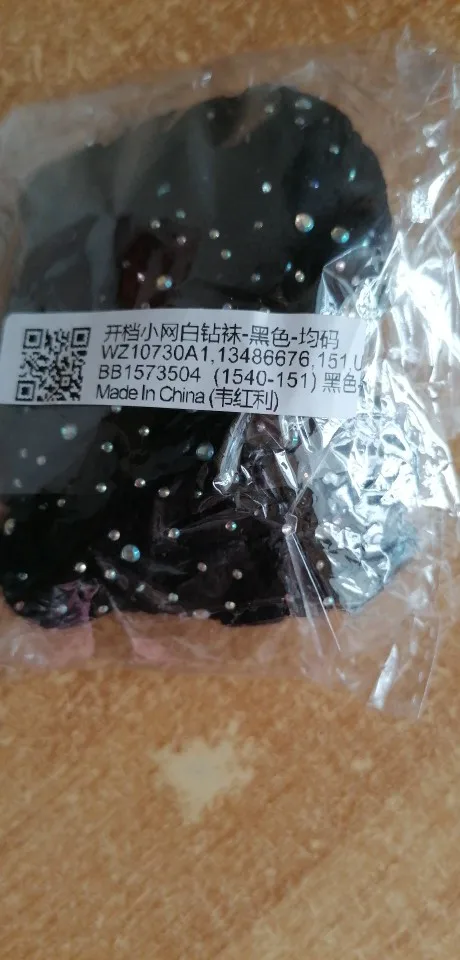 开档小网白钻袜-黑色-均码
WZ10730A1,13486676,151,U
BB1573504 (1540-151) 黑色
Made In China (韦红利)